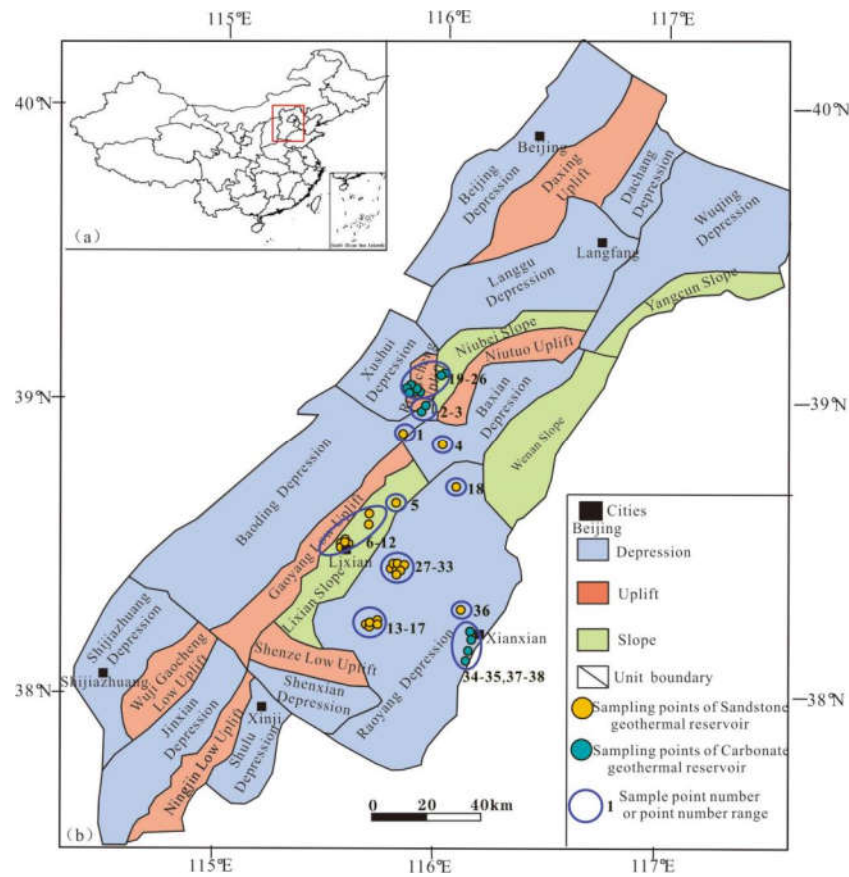 115°E
116°E
117°E
40°N
40°N
(a)
Beijing
Beijing
Depression
Daxing
Uplift
Dachang
Depression
Wuqing
Depression
Langfang
Langgu
Depression
Yangcun Slope
Xushui
Depression
Niubei Slope
Niutuo Uplift
19-26
39°N
39°N
2-3
Baxian
Depression
1
4
Wenan Slope
Baoding Depression
18
5
Gaoyang Low Uplift
6-12
Lixian
Lixian Slope
27-33
36
13-17
Xianxian
34-35,37-38
Raoyang Depression
Shijiazhuang
Depression
Shijiazhuang
Wuji Gaocheng
Low Uplift
Shenze Low Uplift
Shenxian
Depression
38°N
38°N
Jinxian
Depression
Xinji
Ningjin Low Uplift
Shulu
Depression
Cities
Beijing
Depression
Uplift
Slope
Unit boundary
Sampling points of Sandstone
geothermal reservoir
Sampling points of Carbonate
geothermal reservoir
1 Sample point number
or point number range
0 20 40km
(b)
115°E
116°E
117°E